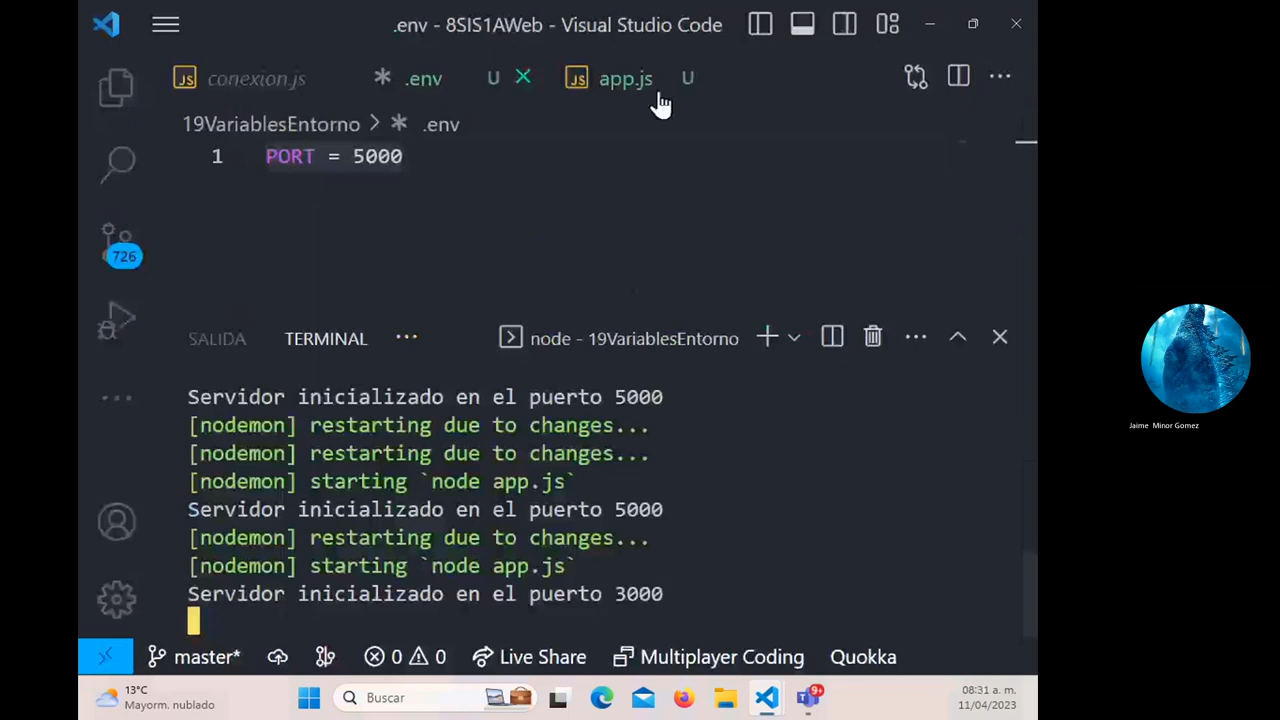 .env - 8SIS1AWeb - Visual Studio Code
JS conexion.js .env U JS app.js U
19VariablesEntorno > .env
1 PORT = 5000
726
SALIDA TERMINAL ··· node - 19VariablesEntorno
Servidor inicializado en el puerto 5000
[nodemon] restarting due to changes...
[nodemon] restarting due to changes...
[nodemon] starting `node app.js`
Servidor inicializado en el puerto 5000
[nodemon] restarting due to changes...
[nodemon] starting `node app.js`
Servidor inicializado en el puerto 3000
master* 0 0 Live Share Multiplayer Coding Quokka
13°C
Mayorm. nublado
Buscar
9+
08:31 a. m.
11/04/2023
Jaime Minor Gomez